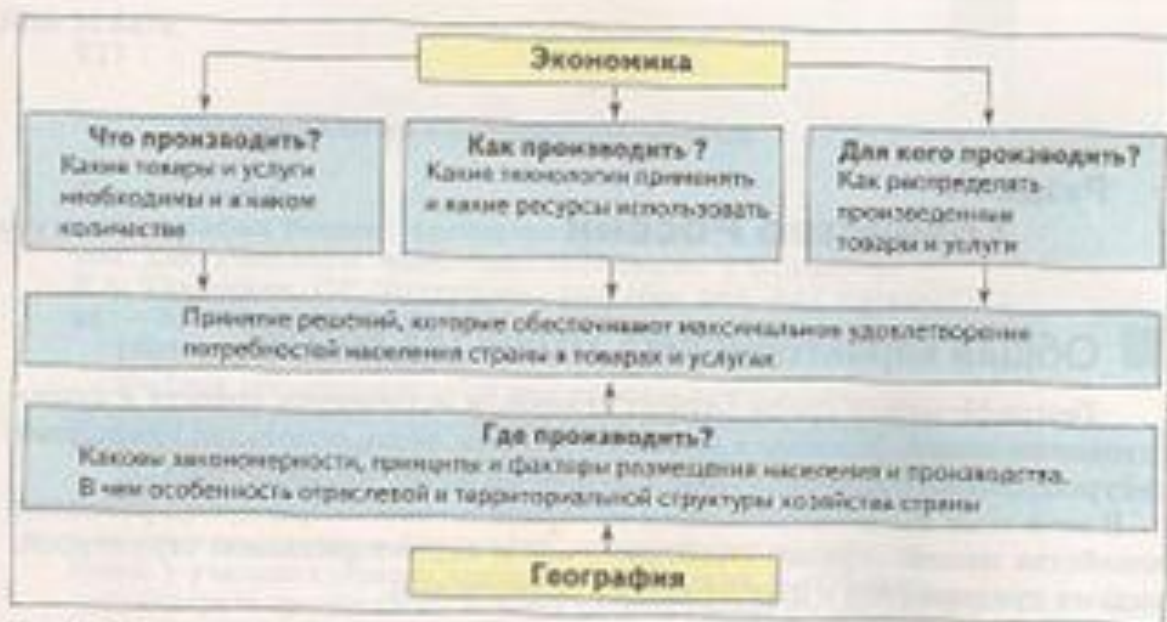 Экономика
Что производить?
Какие товары и услуги
необходимы и в каком
количестве
Как производить ?
Какие технологии применять
и какие ресурсы использовать
Для кого производить?
Как распределять
произведенные
товары и услуги
Принятие решений, которые обеспечивают максимальное удовлетворение
потребностей населения страны в товарах и услугах
Где производить?
Каковы закономерности, принципы и факторы размещения населения и производства.
В чем особенность отраслевой и территориальной структуры хозяйства страны
География